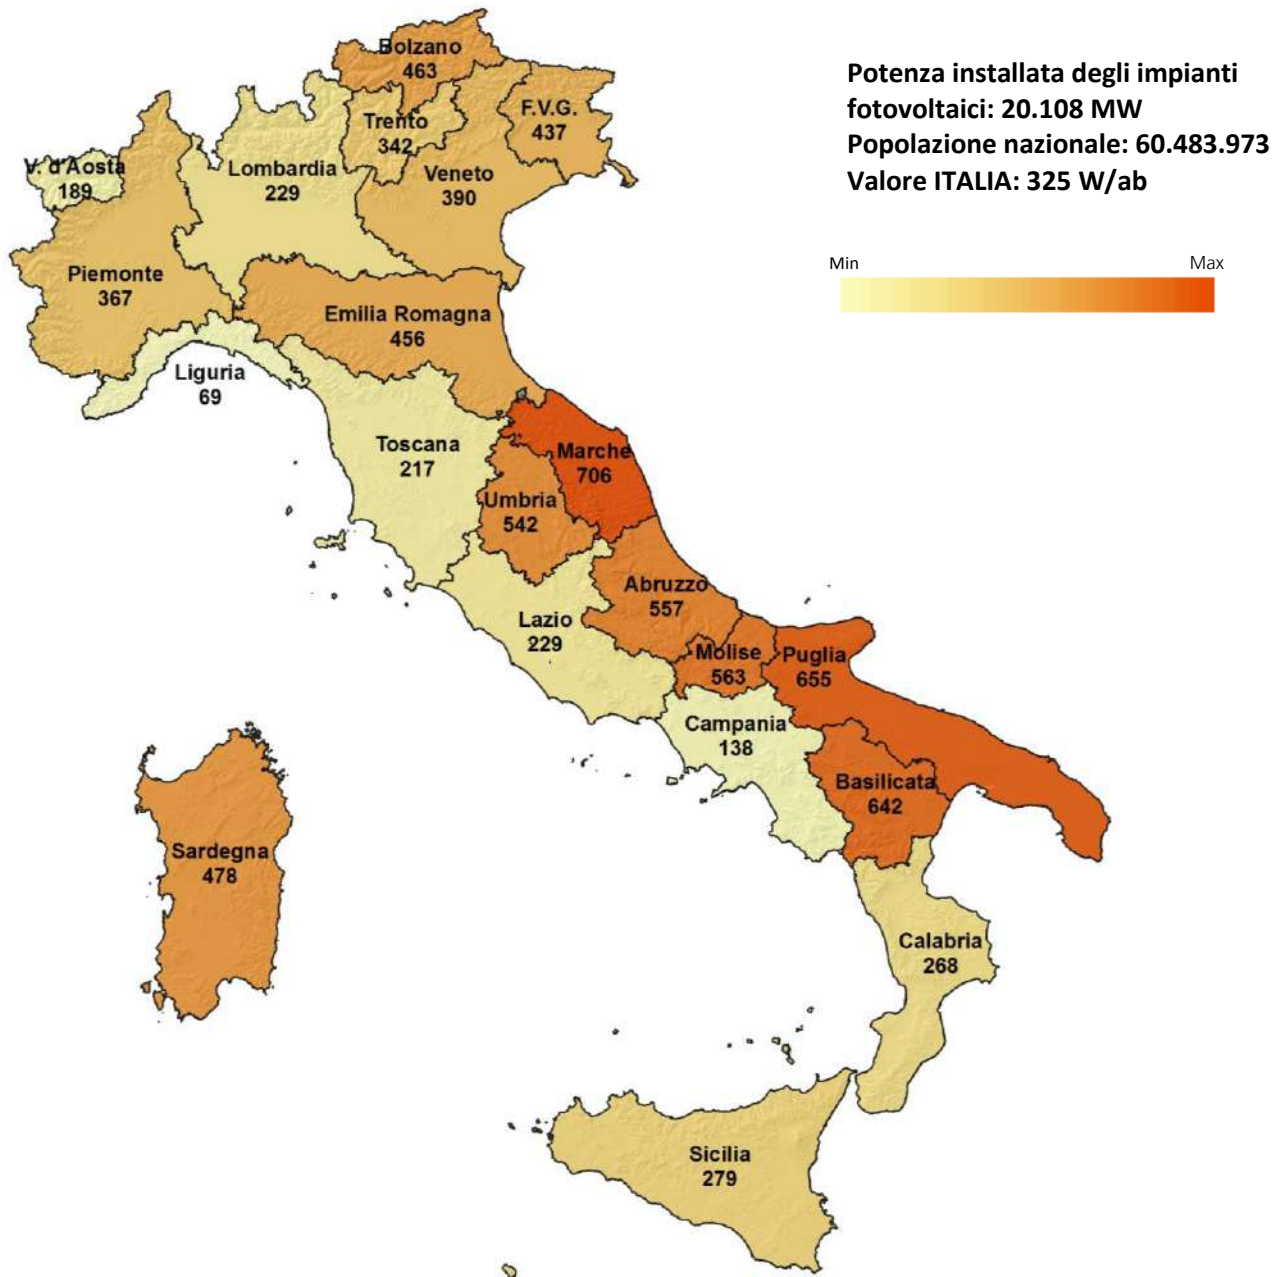 Potenza installata degli impianti
fotovoltaici: 20.108 MW
Popolazione nazionale: 60.483.973
Valore ITALIA: 325 W/ab
Min
Max
Bolzano
463
Trento
342
F.V.G.
437
V. d'Aosta
189
Lombardia
229
Veneto
390
Piemonte
367
Emilia Romagna
456
Liguria
69
Toscana
217
Marche
706
Umbria
542
Abruzzo
557
Lazio
229
Molise
563
Puglia
655
Campania
138
Basilicata
642
Sardegna
478
Calabria
268
Sicilia
279